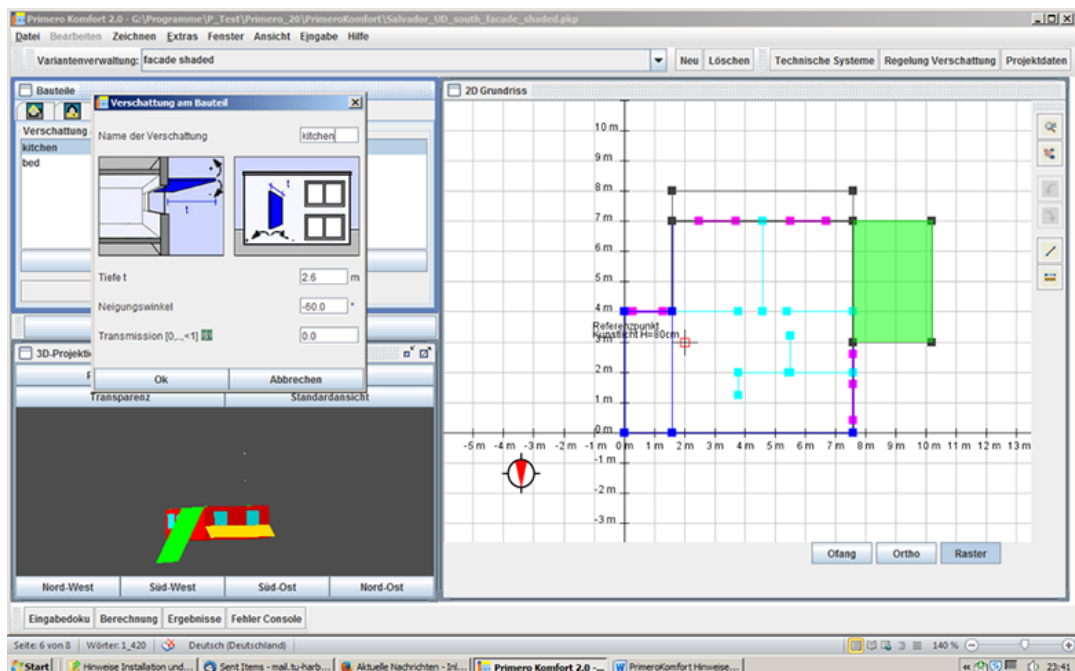 Primero Komfort 2.0 - G:\Programme\P_Test\Primero_20\PrimeroKomfort\Salvador_UD_south_facade_shaded.pkp
Datei Bearbeiten Zeichnen Extras Fenster Ansicht Eingabe Hilfe
Variantenverwaltung: facade shaded Neu Löschen Technische Systeme Regelung Verschattung Projektdaten
Bauteile
Verschattung
kitchen
bed
Verschattung am Bauteil
Name der Verschattung kitchen
t
t
Tiefe t 2.6 m
Neigungswinkel -60.0 °
Transmission [0,..,<1] 0.0
Ok Abbrechen
3D-Projekti
Transparenz Standardansicht
Nord-West Süd-West Süd-Ost Nord-Ost
2D Grundriss
10 m
9 m
8 m
7 m
6 m
5 m
4 m
Referenzpunkt
Kunstlicht H=80cm
3 m
2 m
1 m
0 m
-5 m -4 m -3 m -2 m -1 m 0 m 1 m 2 m 3 m 4 m 5 m 6 m 7 m 8 m 9 m 10 m 11 m 12 m 13 m
-1 m
-2 m
-3 m
Ofang Ortho Raster
Eingabedoku Berechnung Ergebnisse Fehler Console
Seite: 6 von 8 Wörter: 1_420 Deutsch (Deutschland) 140 %
Start Hinweise Installation und... Sent Items - mail.tu-harb... Aktuelle Nachrichten - Inl... Primero Komfort 2.0 -... PrimeroKomfort Hinweise... 23:41